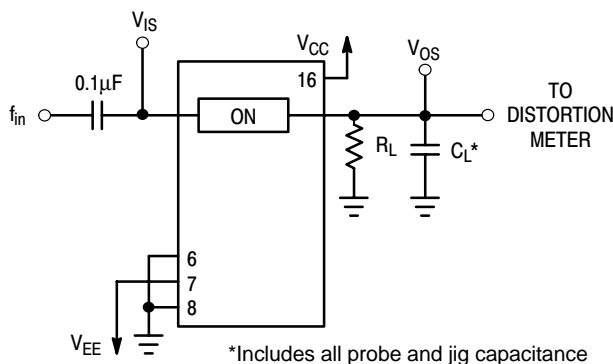 V_IS
V_CC
V_OS
0.1μF
16
f_in
ON
R_L
C_L*
TO
DISTORTION
METER
6
7
8
V_EE
*Includes all probe and jig capacitance